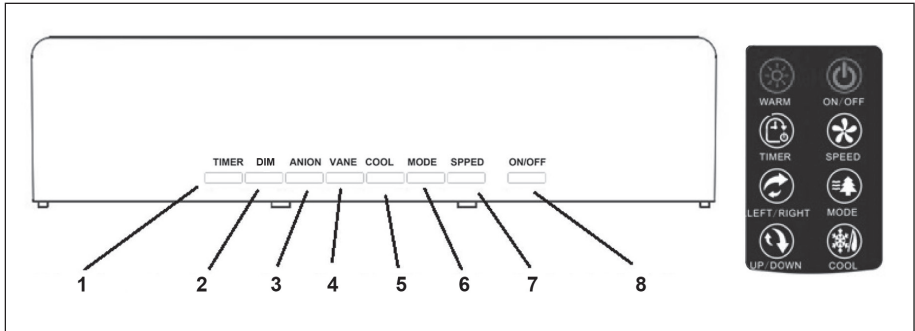 TIMER DIM ANION VANE COOL MODE SPPED ON/OFF
1 2 3 4 5 6 7 8
WARM ON/OFF
TIMER SPEED
LEFT/RIGHT MODE
UP/DOWN COOL